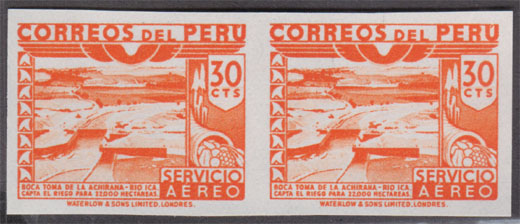 CORREOS DEL PERU
30
CTS
SERVICIO
AÉREO
BOCA TOMA DE LA ACHIRANA-RIO ICA
CAPTA EL RIEGO PARA 22,000 HECTAREAS
WATERLOW & SONS LIMITED. LONDRES.
CORREOS DEL PERU
30
CTS
SERVICIO
AÉREO
BOCA TOMA DE LA ACHIRANA-RIO ICA
CAPTA EL RIEGO PARA 22,000 HECTAREAS
WATERLOW & SONS LIMITED. LONDRES.